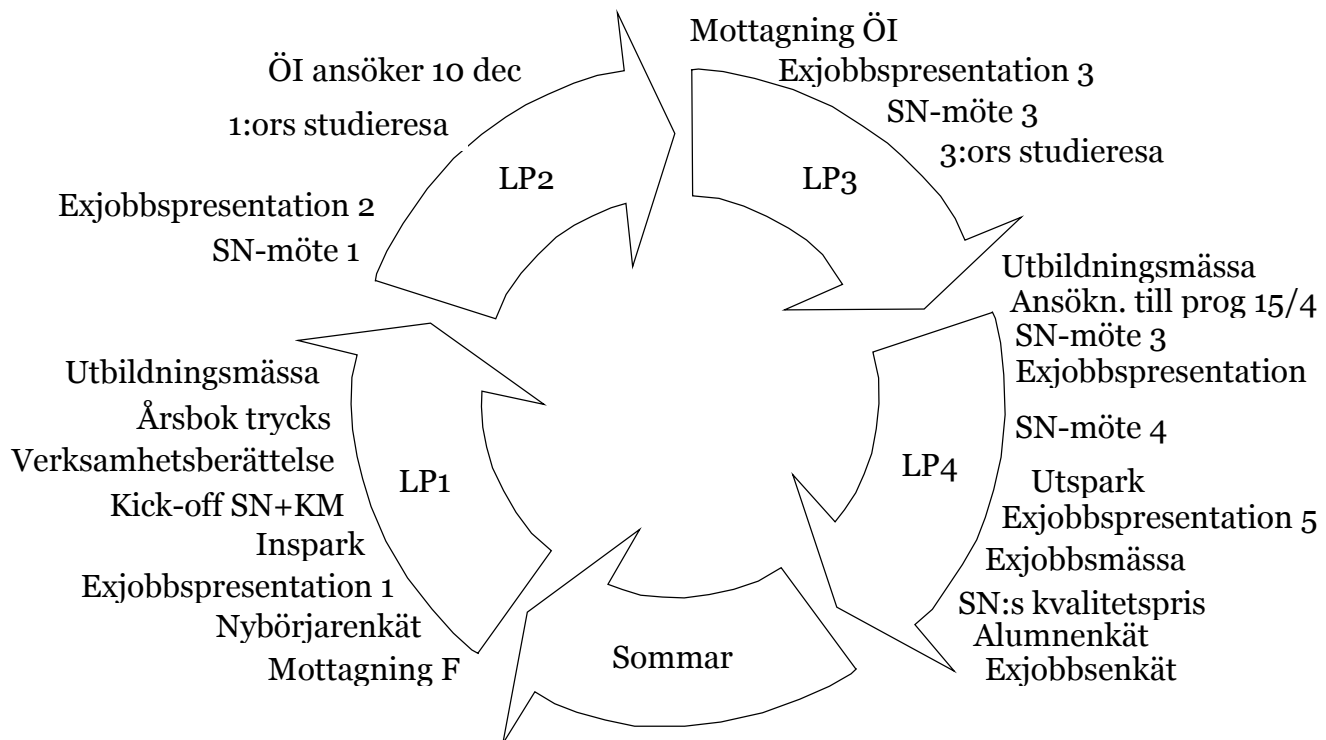 Mottagning ÖI
Exjobbspresentation 3
SN-möte 3
3:ors studieresa
LP3
ÖI ansöker 10 dec
1:ors studieresa
LP2
Exjobbspresentation 2
SN-möte 1
Utbildningsmässa
Ansökn. till prog 15/4
SN-möte 3
Exjobbspresentation
SN-möte 4
LP4
Utspark
Exjobbspresentation 5
Exjobbsmässa
SN:s kvalitetspris
Alumnenkät
Exjobbsenkät
Sommar
Utbildningsmässa
Årsbok trycks
Verksamhetsberättelse
LP1
Kick-off SN+KM
Inspark
Exjobbspresentation 1
Nybörjarenkät
Mottagning F